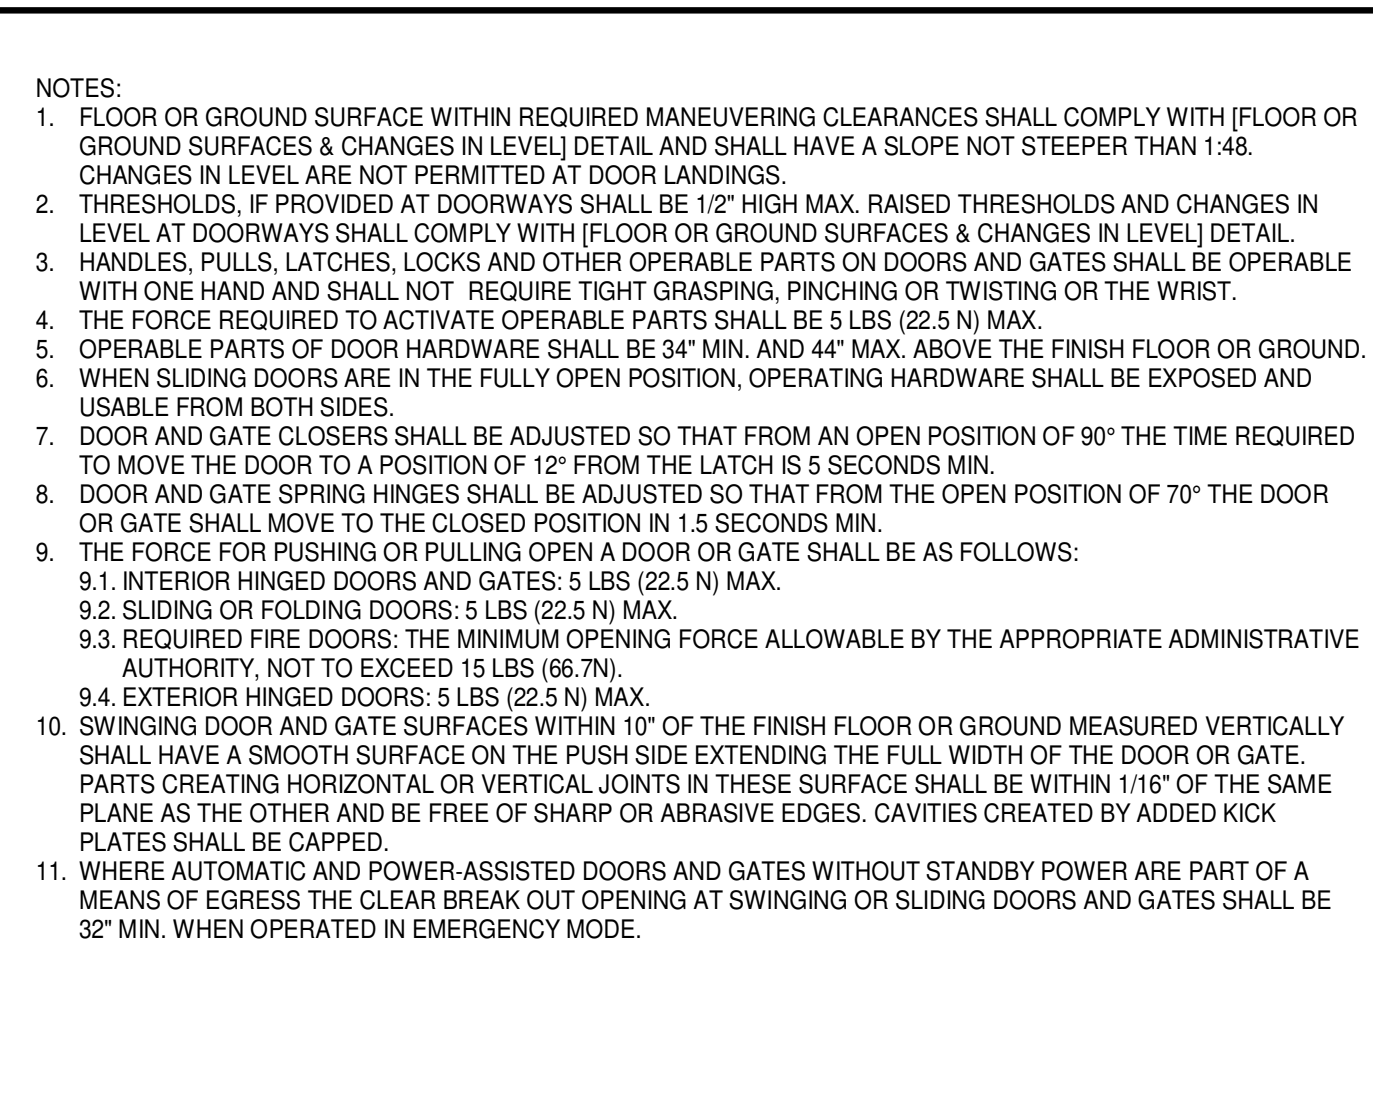 NOTES:
1. FLOOR OR GROUND SURFACE WITHIN REQUIRED MANEUVERING CLEARANCES SHALL COMPLY WITH [FLOOR OR
GROUND SURFACES & CHANGES IN LEVEL] DETAIL AND SHALL HAVE A SLOPE NOT STEEPER THAN 1:48.
CHANGES IN LEVEL ARE NOT PERMITTED AT DOOR LANDINGS.
2. THRESHOLDS, IF PROVIDED AT DOORWAYS SHALL BE 1/2" HIGH MAX. RAISED THRESHOLDS AND CHANGES IN
LEVEL AT DOORWAYS SHALL COMPLY WITH [FLOOR OR GROUND SURFACES & CHANGES IN LEVEL] DETAIL.
3. HANDLES, PULLS, LATCHES, LOCKS AND OTHER OPERABLE PARTS ON DOORS AND GATES SHALL BE OPERABLE
WITH ONE HAND AND SHALL NOT REQUIRE TIGHT GRASPING, PINCHING OR TWISTING OR THE WRIST.
4. THE FORCE REQUIRED TO ACTIVATE OPERABLE PARTS SHALL BE 5 LBS (22.5 N) MAX.
5. OPERABLE PARTS OF DOOR HARDWARE SHALL BE 34" MIN. AND 44" MAX. ABOVE THE FINISH FLOOR OR GROUND.
6. WHEN SLIDING DOORS ARE IN THE FULLY OPEN POSITION, OPERATING HARDWARE SHALL BE EXPOSED AND
USABLE FROM BOTH SIDES.
7. DOOR AND GATE CLOSERS SHALL BE ADJUSTED SO THAT FROM AN OPEN POSITION OF 90° THE TIME REQUIRED
TO MOVE THE DOOR TO A POSITION OF 12° FROM THE LATCH IS 5 SECONDS MIN.
8. DOOR AND GATE SPRING HINGES SHALL BE ADJUSTED SO THAT FROM THE OPEN POSITION OF 70° THE DOOR
OR GATE SHALL MOVE TO THE CLOSED POSITION IN 1.5 SECONDS MIN.
9. THE FORCE FOR PUSHING OR PULLING OPEN A DOOR OR GATE SHALL BE AS FOLLOWS:
9.1. INTERIOR HINGED DOORS AND GATES: 5 LBS (22.5 N) MAX.
9.2. SLIDING OR FOLDING DOORS: 5 LBS (22.5 N) MAX.
9.3. REQUIRED FIRE DOORS: THE MINIMUM OPENING FORCE ALLOWABLE BY THE APPROPRIATE ADMINISTRATIVE
AUTHORITY, NOT TO EXCEED 15 LBS (66.7N).
9.4. EXTERIOR HINGED DOORS: 5 LBS (22.5 N) MAX.
10. SWINGING DOOR AND GATE SURFACES WITHIN 10" OF THE FINISH FLOOR OR GROUND MEASURED VERTICALLY
SHALL HAVE A SMOOTH SURFACE ON THE PUSH SIDE EXTENDING THE FULL WIDTH OF THE DOOR OR GATE.
PARTS CREATING HORIZONTAL OR VERTICAL JOINTS IN THESE SURFACE SHALL BE WITHIN 1/16" OF THE SAME
PLANE AS THE OTHER AND BE FREE OF SHARP OR ABRASIVE EDGES. CAVITIES CREATED BY ADDED KICK
PLATES SHALL BE CAPPED.
11. WHERE AUTOMATIC AND POWER-ASSISTED DOORS AND GATES WITHOUT STANDBY POWER ARE PART OF A
MEANS OF EGRESS THE CLEAR BREAK OUT OPENING AT SWINGING OR SLIDING DOORS AND GATES SHALL BE
32" MIN. WHEN OPERATED IN EMERGENCY MODE.